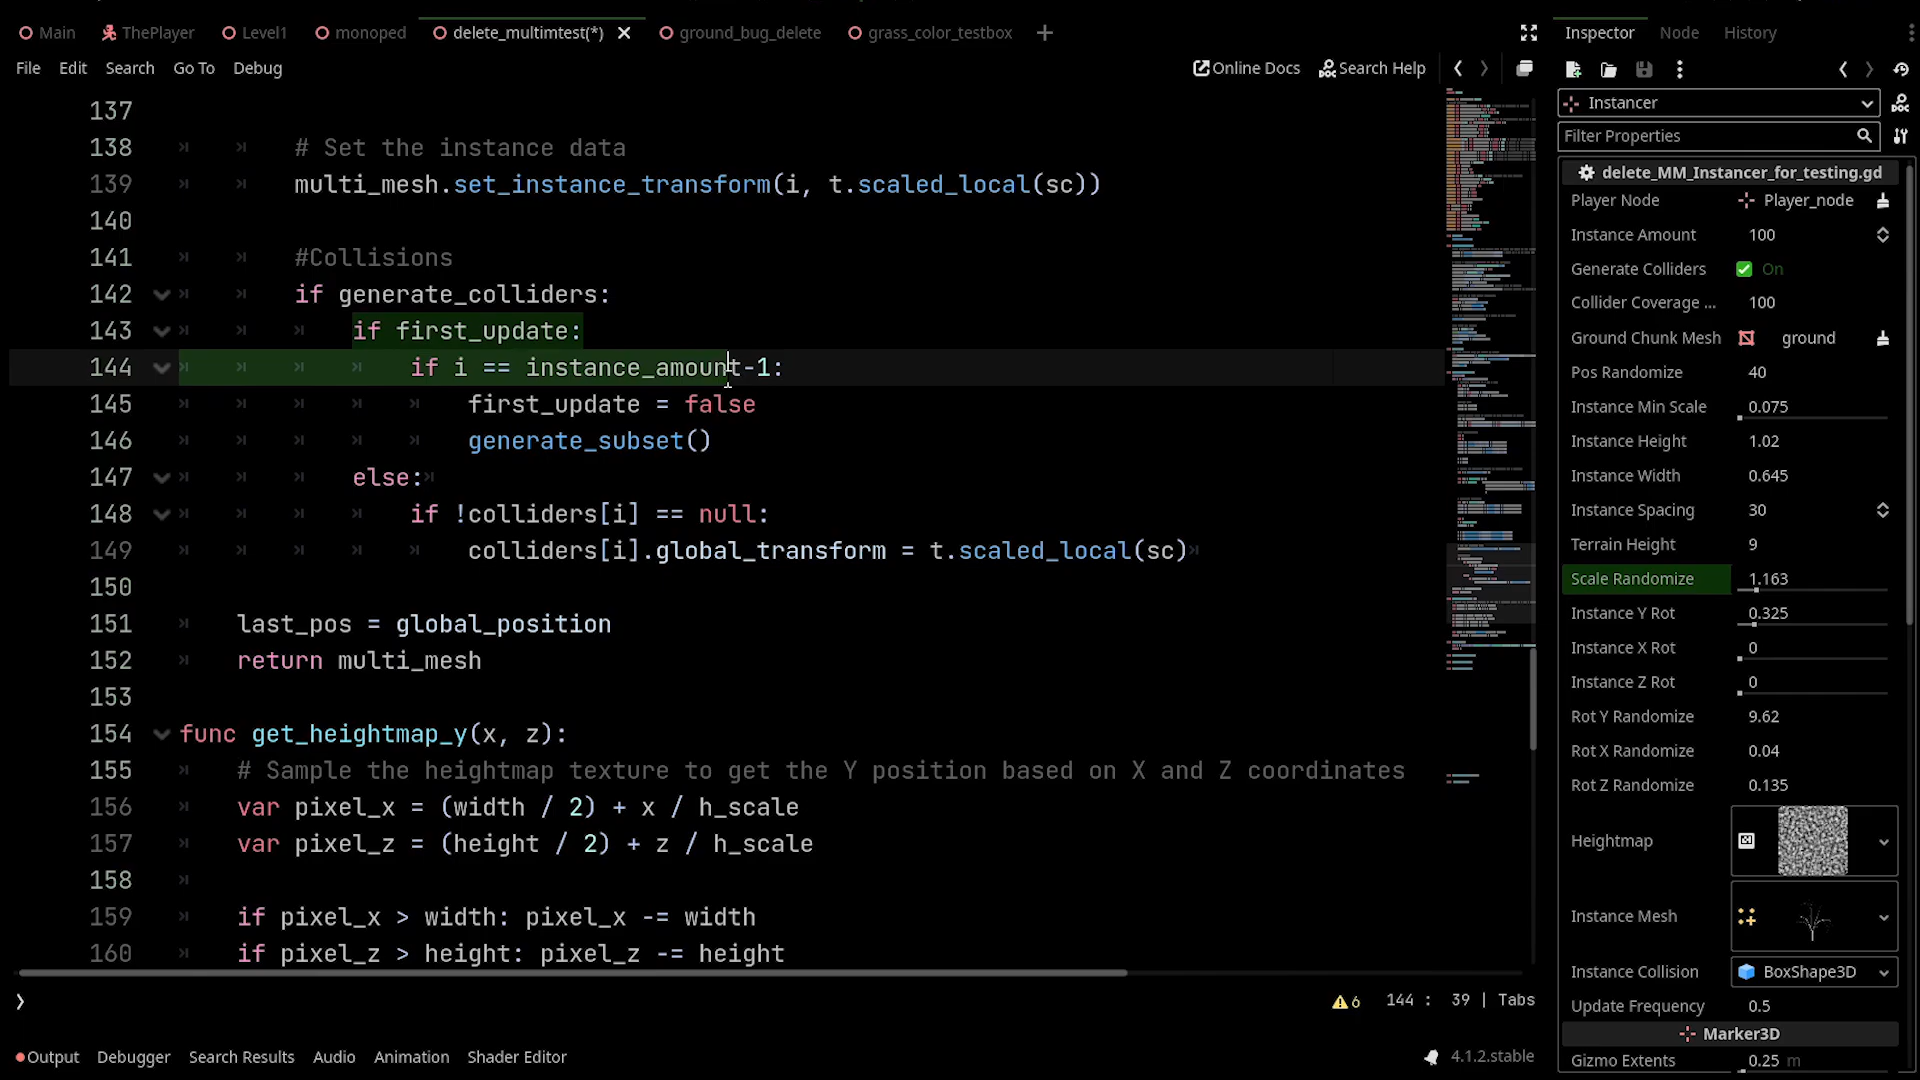 Main ThePlayer Level1 monoped delete_multimtest(*) ground_bug_delete grass_color_testbox
File Edit Search Go To Debug Online Docs Search Help
137
138 # Set the instance data
139 multi_mesh.set_instance_transform(i, t.scaled_local(sc))
140
141 #Collisions
142 if generate_colliders:
143 if first_update:
144 if i == instance_amount-1:
145 first_update = false
146 generate_subset()
147 else:
148 if !colliders[i] == null:
149 colliders[i].global_transform = t.scaled_local(sc)
150
151 last_pos = global_position
152 return multi_mesh
153
154 func get_heightmap_y(x, z):
155 # Sample the heightmap texture to get the Y position based on X and Z coordinates
156 var pixel_x = (width / 2) + x / h_scale
157 var pixel_z = (height / 2) + z / h_scale
158
159 if pixel_x > width: pixel_x -= width
160 if pixel_z > height: pixel_z -= height
6 144 : 39 | Tabs
Output Debugger Search Results Audio Animation Shader Editor 4.1.2.stable
Inspector Node History
Instancer
Filter Properties
delete_MM_Instancer_for_testing.gd
Player Node Player_node
Instance Amount 100
Generate Colliders On
Collider Coverage ... 100
Ground Chunk Mesh ground
Pos Randomize 40
Instance Min Scale 0.075
Instance Height 1.02
Instance Width 0.645
Instance Spacing 30
Terrain Height 9
Scale Randomize 1.163
Instance Y Rot 0.325
Instance X Rot 0
Instance Z Rot 0
Rot Y Randomize 9.62
Rot X Randomize 0.04
Rot Z Randomize 0.135
Heightmap
Instance Mesh
Instance Collision BoxShape3D
Update Frequency 0.5
Marker3D
Gizmo Extents 0.25 m